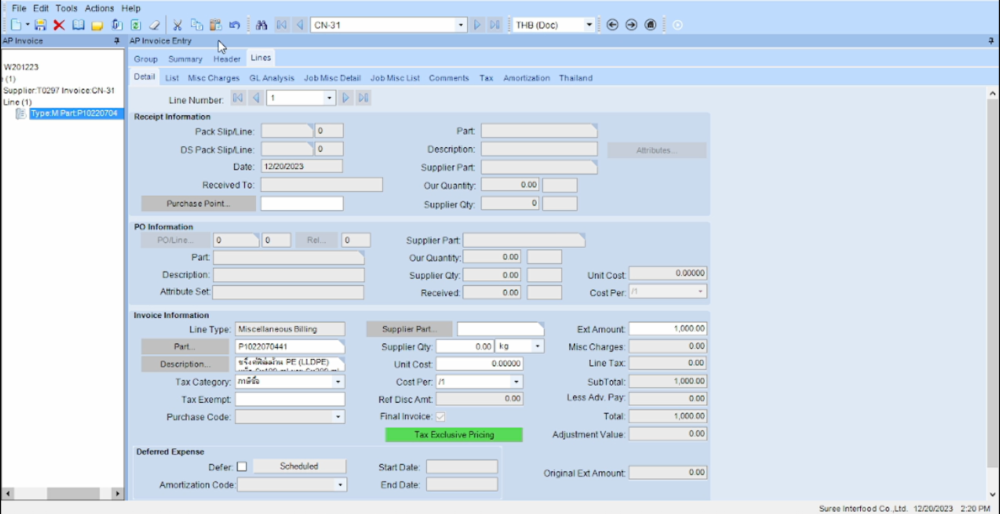 File Edit Tools Actions Help
CN-31 THB (Doc)
AP Invoice
AP Invoice Entry
Group Summary Header Lines
Detail List Misc Charges GL Analysis Job Misc Detail Job Misc List Comments Tax Amortization Thailand
W201223
(1)
Supplier:T0297 Invoice:CN-31
Line (1)
Type:M Part:P10220704
Line Number: 1
Receipt Information
Pack Slip/Line: 0
DS Pack Slip/Line: 0
Date: 12/20/2023
Received To:
Purchase Point...
Part:
Description:
Attributes...
Supplier Part:
Our Quantity: 0.00
Supplier Qty: 0
PO Information
PO/Line... 0 0 Rel... 0
Part:
Description:
Attribute Set:
Supplier Part:
Our Quantity: 0.00
Supplier Qty: 0.00
Received: 0.00
Unit Cost: 0.00000
Cost Per: /1
Invoice Information
Line Type: Miscellaneous Billing
Part... P1022070441
Description... PE (LLDPE)
Tax Category: ภาษีซื้อ
Tax Exempt:
Purchase Code:
Supplier Part...
Supplier Qty: 0.00 kg
Unit Cost: 0.00000
Cost Per: /1
Ref Disc Amt: 0.00
Final Invoice:
Tax Exclusive Pricing
Ext Amount: 1,000.00
Misc Charges: 0.00
Line Tax: 0.00
SubTotal: 1,000.00
Less Adv. Pay: 0.00
Total: 1,000.00
Adjustment Value: 0.00
Deferred Expense
Defer: Scheduled
Amortization Code:
Start Date:
End Date:
Original Ext Amount: 0.00
Suree Interfood Co.,Ltd. 12/20/2023 2:20 PM